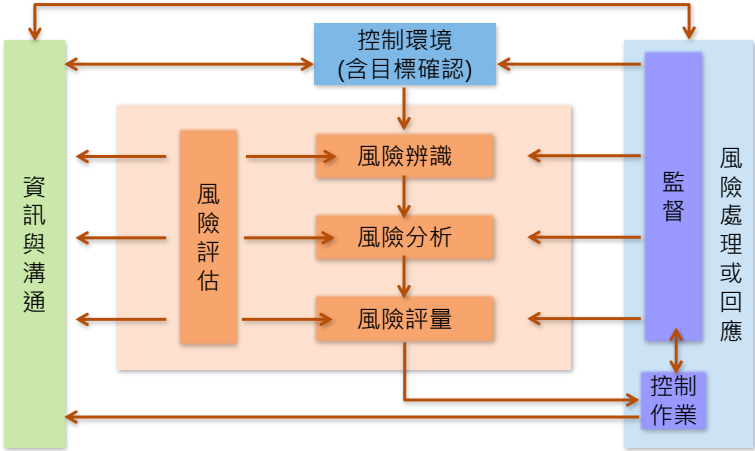 控制環境
(含目標確認)
資訊與溝通
風險評估
風險辨識
風險分析
風險評量
監督
風險處理或回應
控制
作業